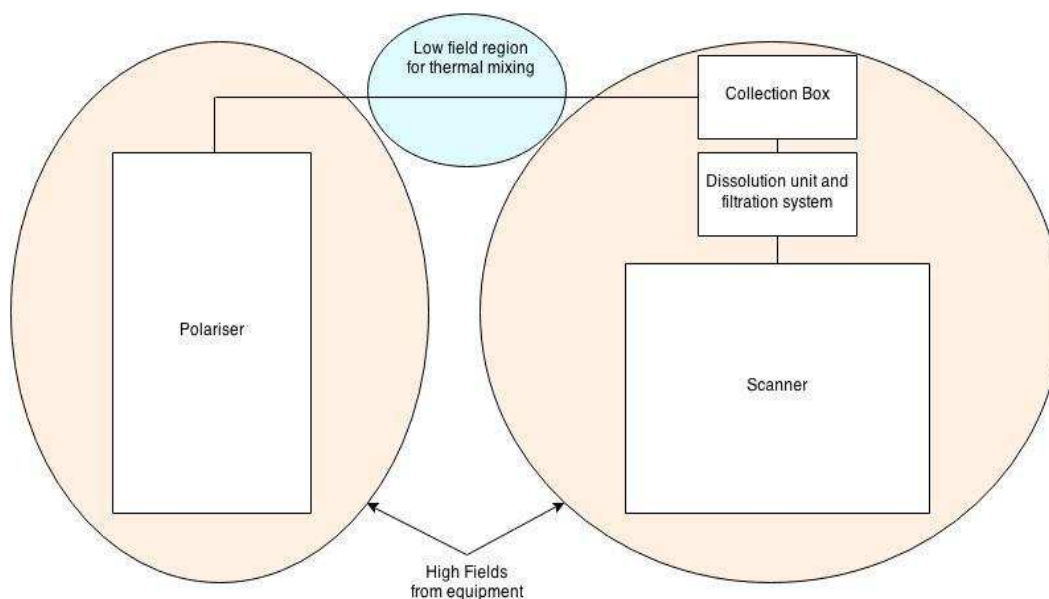 Low field region
for thermal mixing
Collection Box
Dissolution unit and
filtration system
Polariser
Scanner
High Fields
from equipment